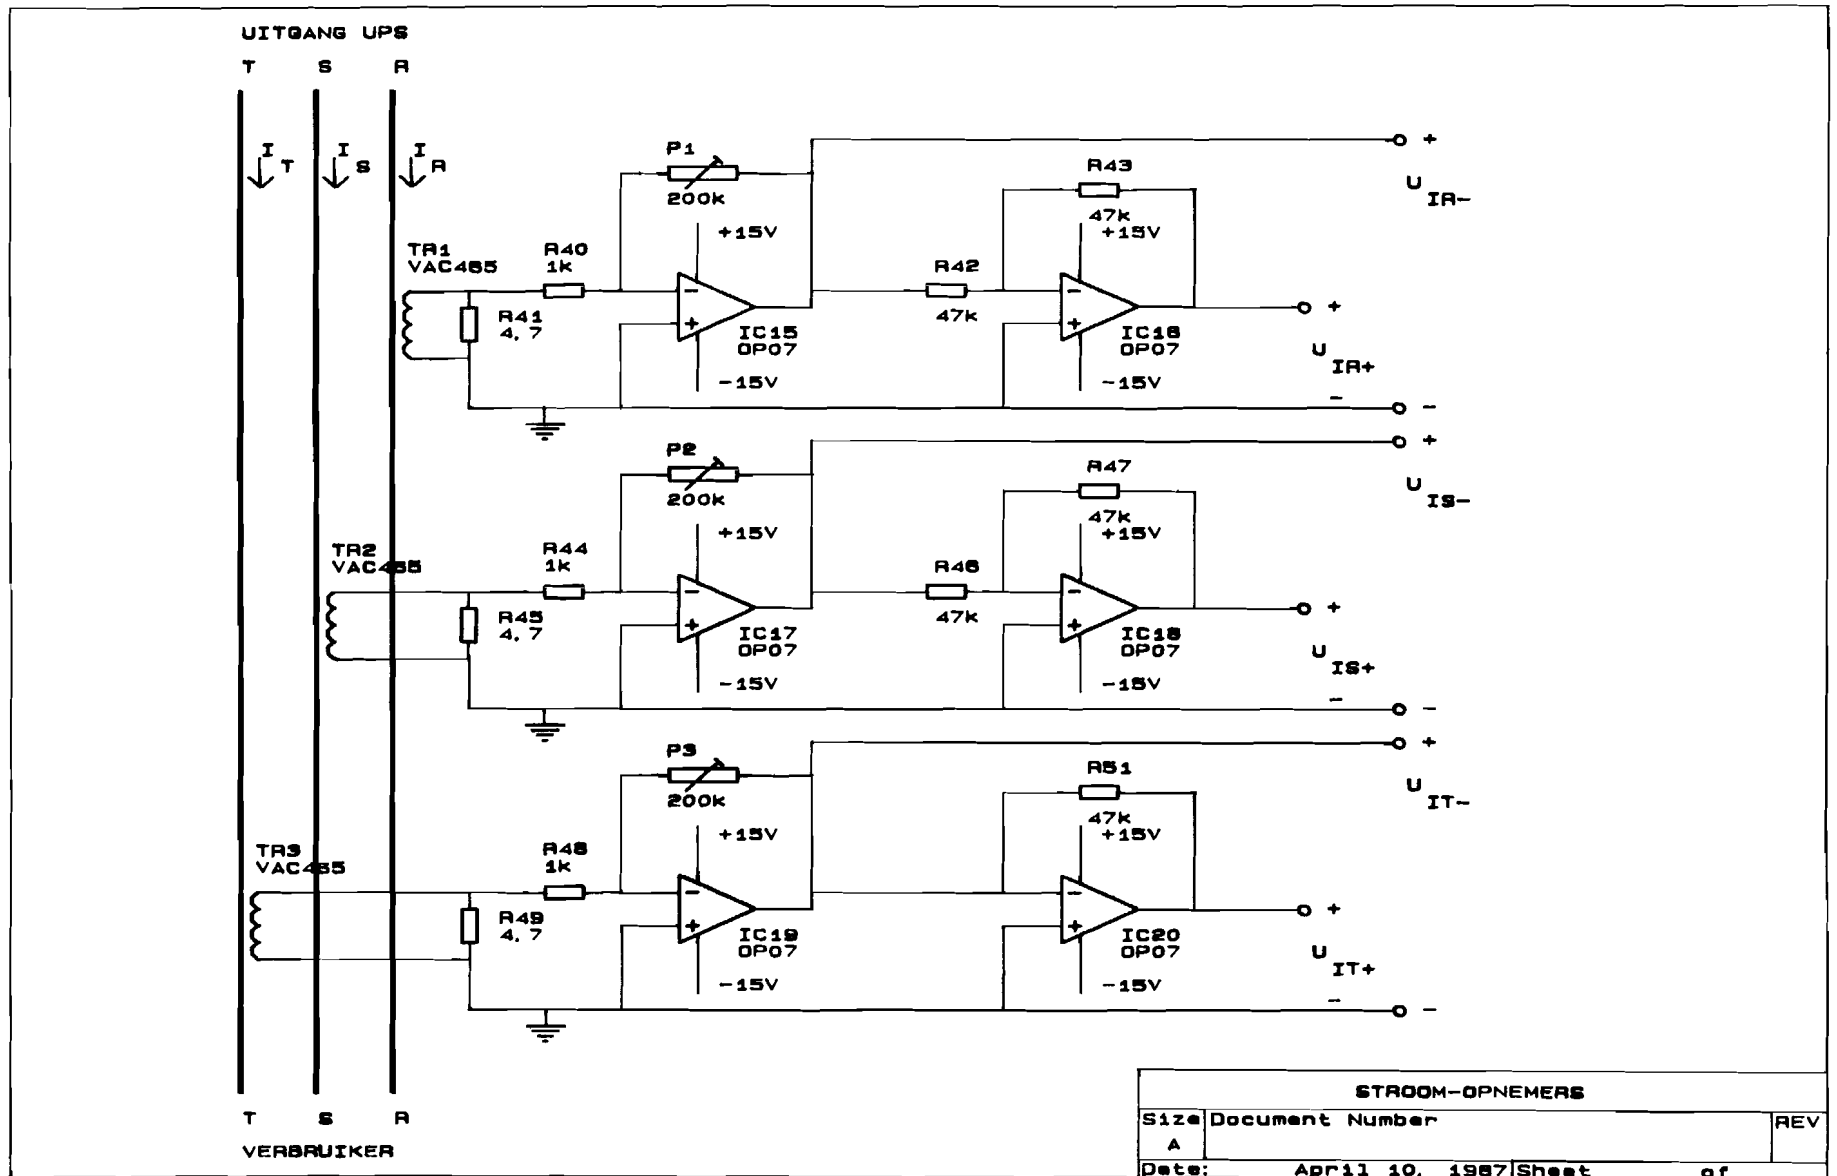 UITGANG UPS
T S R
I T
I S
I R
P1
200k
+15V
TR1
VAC465
R40
1k
R41
4,7
IC15
OP07
-15V
R42
47k
R43
47k
+15V
IC16
OP07
-15V
+
U IR-
+
U IR+
-
-
P2
200k
+15V
TR2
VAC465
R44
1k
R45
4,7
IC17
OP07
-15V
R46
47k
R47
47k
+15V
IC18
OP07
-15V
+
U IS-
+
U IS+
-
-
P3
200k
+15V
TR3
VAC465
R48
1k
R49
4,7
IC19
OP07
-15V
R51
47k
+15V
IC20
OP07
-15V
+
U IT-
+
U IT+
-
-
T S R
VERBRUIKER
STROOM-OPNEMERS
Size Document Number REV
A
Date: April 10, 1987 Sheet of